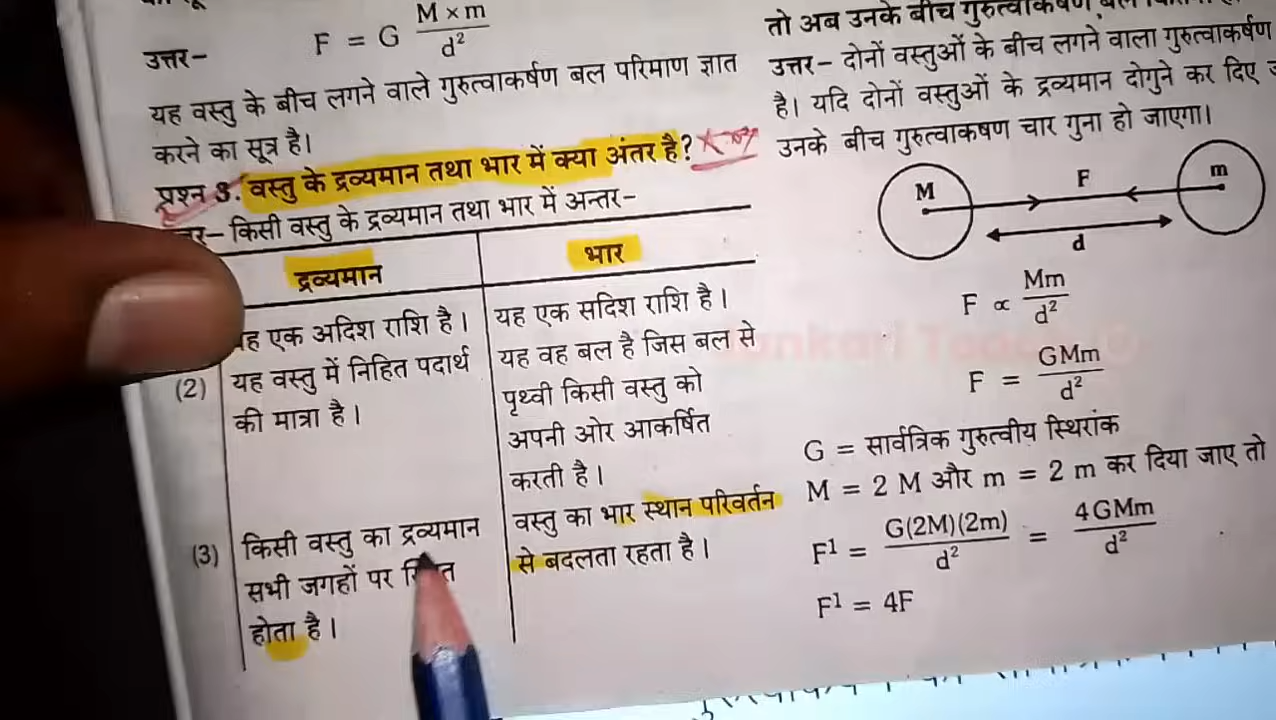 उत्तर–
F = G M × m / d²
यह वस्तु के बीच लगने वाले गुरुत्वाकर्षण बल परिमाण ज्ञात
करने का सूत्र है।
प्रश्न 3. वस्तु के द्रव्यमान तथा भार में क्या अंतर है?
किसी वस्तु के द्रव्यमान तथा भार में अन्तर–
द्रव्यमान
एक अदिश राशि है।
(2) यह वस्तु में निहित पदार्थ
की मात्रा है।
(3) किसी वस्तु का द्रव्यमान
सभी जगहों पर
होता है।
भार
यह एक सदिश राशि है।
यह वह बल है जिस बल से
पृथ्वी किसी वस्तु को
अपनी ओर आकर्षित
करती है।
वस्तु का भार स्थान परिवर्तन
से बदलता रहता है।
तो अब उनके बीच गुरुत्वाकर्षण
उत्तर– दोनों वस्तुओं के बीच लगने वाला गुरुत्वाकर्षण
है। यदि दोनों वस्तुओं के द्रव्यमान दोगुने कर दिए
उनके बीच गुरुत्वाकषण चार गुना हो जाएगा।
M F m
d
F ∝ Mm / d²
F = GMm / d²
G = सार्वत्रिक गुरुत्वीय स्थिरांक
M = 2 M और m = 2 m कर दिया जाए तो
F¹ = G(2M)(2m) / d² = 4GMm / d²
F¹ = 4F